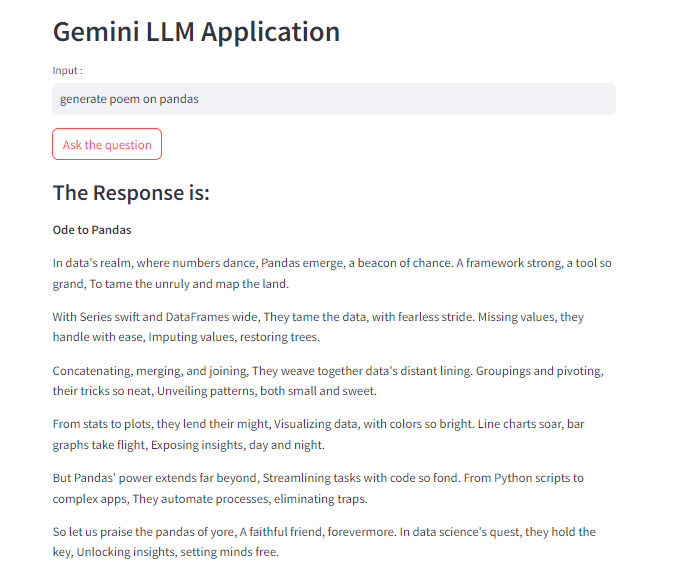 Gemini LLM Application
Input :
generate poem on pandas
Ask the question
The Response is:
Ode to Pandas
In data's realm, where numbers dance, Pandas emerge, a beacon of chance. A framework strong, a tool so
grand, To tame the unruly and map the land.
With Series swift and DataFrames wide, They tame the data, with fearless stride. Missing values, they
handle with ease, Imputing values, restoring trees.
Concatenating, merging, and joining, They weave together data's distant lining. Groupings and pivoting,
their tricks so neat, Unveiling patterns, both small and sweet.
From stats to plots, they lend their might, Visualizing data, with colors so bright. Line charts soar, bar
graphs take flight, Exposing insights, day and night.
But Pandas' power extends far beyond, Streamlining tasks with code so fond. From Python scripts to
complex apps, They automate processes, eliminating traps.
So let us praise the pandas of yore, A faithful friend, forevermore. In data science's quest, they hold the
key, Unlocking insights, setting minds free.